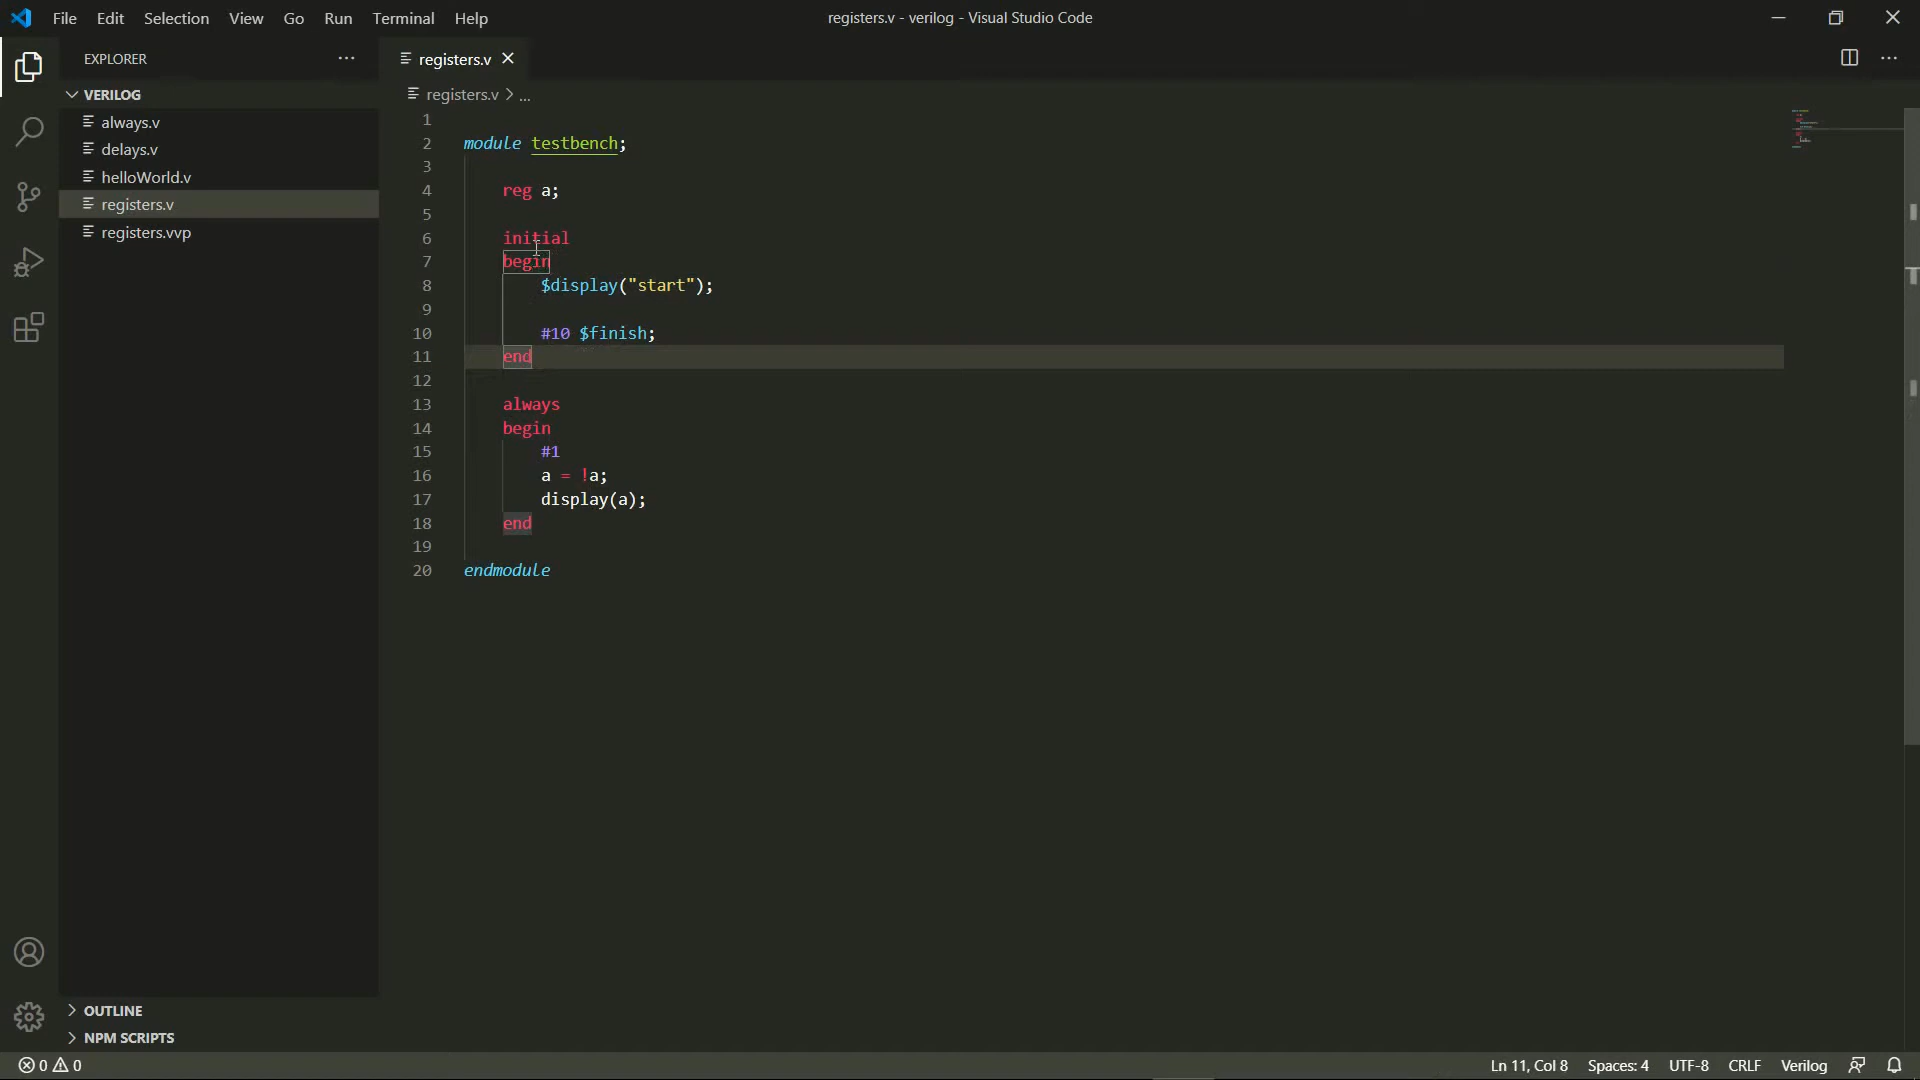 File Edit Selection View Go Run Terminal Help
registers.v - verilog - Visual Studio Code
EXPLORER
VERILOG
always.v
delays.v
helloWorld.v
registers.v
registers.vvp
OUTLINE
NPM SCRIPTS
registers.v
registers.v > ...
1
2 module testbench;
3
4 reg a;
5
6 initial
7 begin
8 $display("start");
9
10 #10 $finish;
11 end
12
13 always
14 begin
15 #1
16 a = !a;
17 display(a);
18 end
19
20 endmodule
0 0
Ln 11, Col 8 Spaces: 4 UTF-8 CRLF Verilog